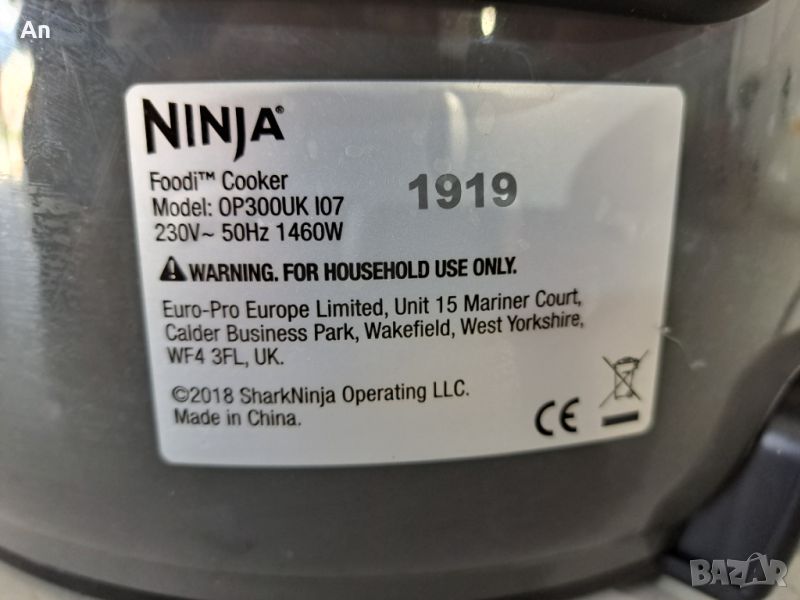 An
NINJA®
Foodi™ Cooker
1919
Model: OP300UK I07
230V~ 50Hz 1460W
WARNING. FOR HOUSEHOLD USE ONLY.
Euro-Pro Europe Limited, Unit 15 Mariner Court,
Calder Business Park, Wakefield, West Yorkshire,
WF4 3FL, UK.
©2018 SharkNinja Operating LLC.
Made in China.
CE
BAZAR